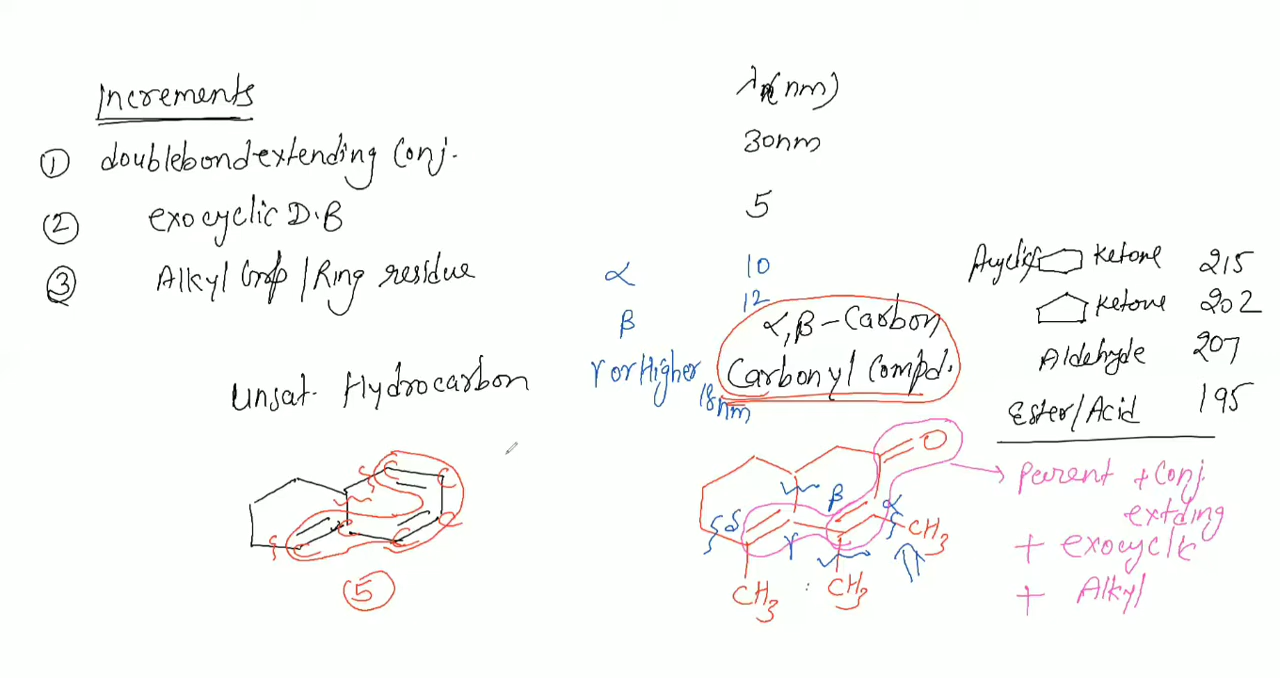 Increments
λ (nm)
① doublebond extending Conj. 30nm
② exocyclic D.B 5
③ Alkyl Grp / Ring residue α 10
β 12
γ or Higher 18nm
α,β-Carbon
Carbonyl Compd.
Acyclic Ketone 215
Ketone 202
Aldehyde 207
Ester/Acid 195
Unsat. Hydrocarbon
C
C
C
C
C
⑤
O
β
α
δ
γ
CH3
CH3
CH3
Parent + Conj.
extding
+ exocyclic
+ Alkyl